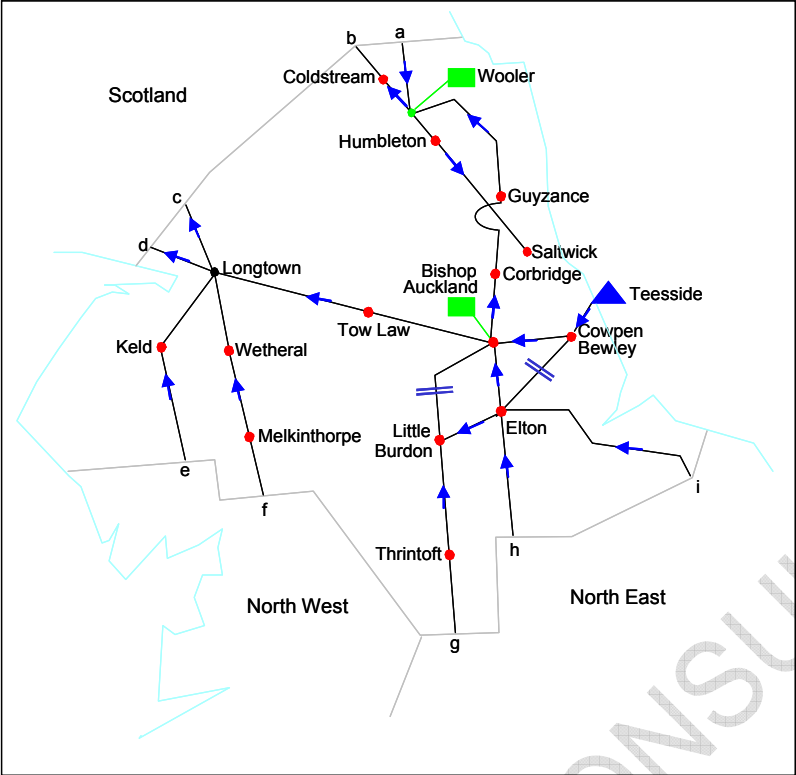 b
a
Coldstream
Wooler
Scotland
Humbleton
Guyzance
c
d
Saltwick
Longtown
Bishop
Auckland
Corbridge
Teesside
Tow Law
Cowpen
Bewley
Keld
Wetheral
Little
Burdon
Elton
Melkinthorpe
e
i
f
h
Thrintoft
North West
North East
g